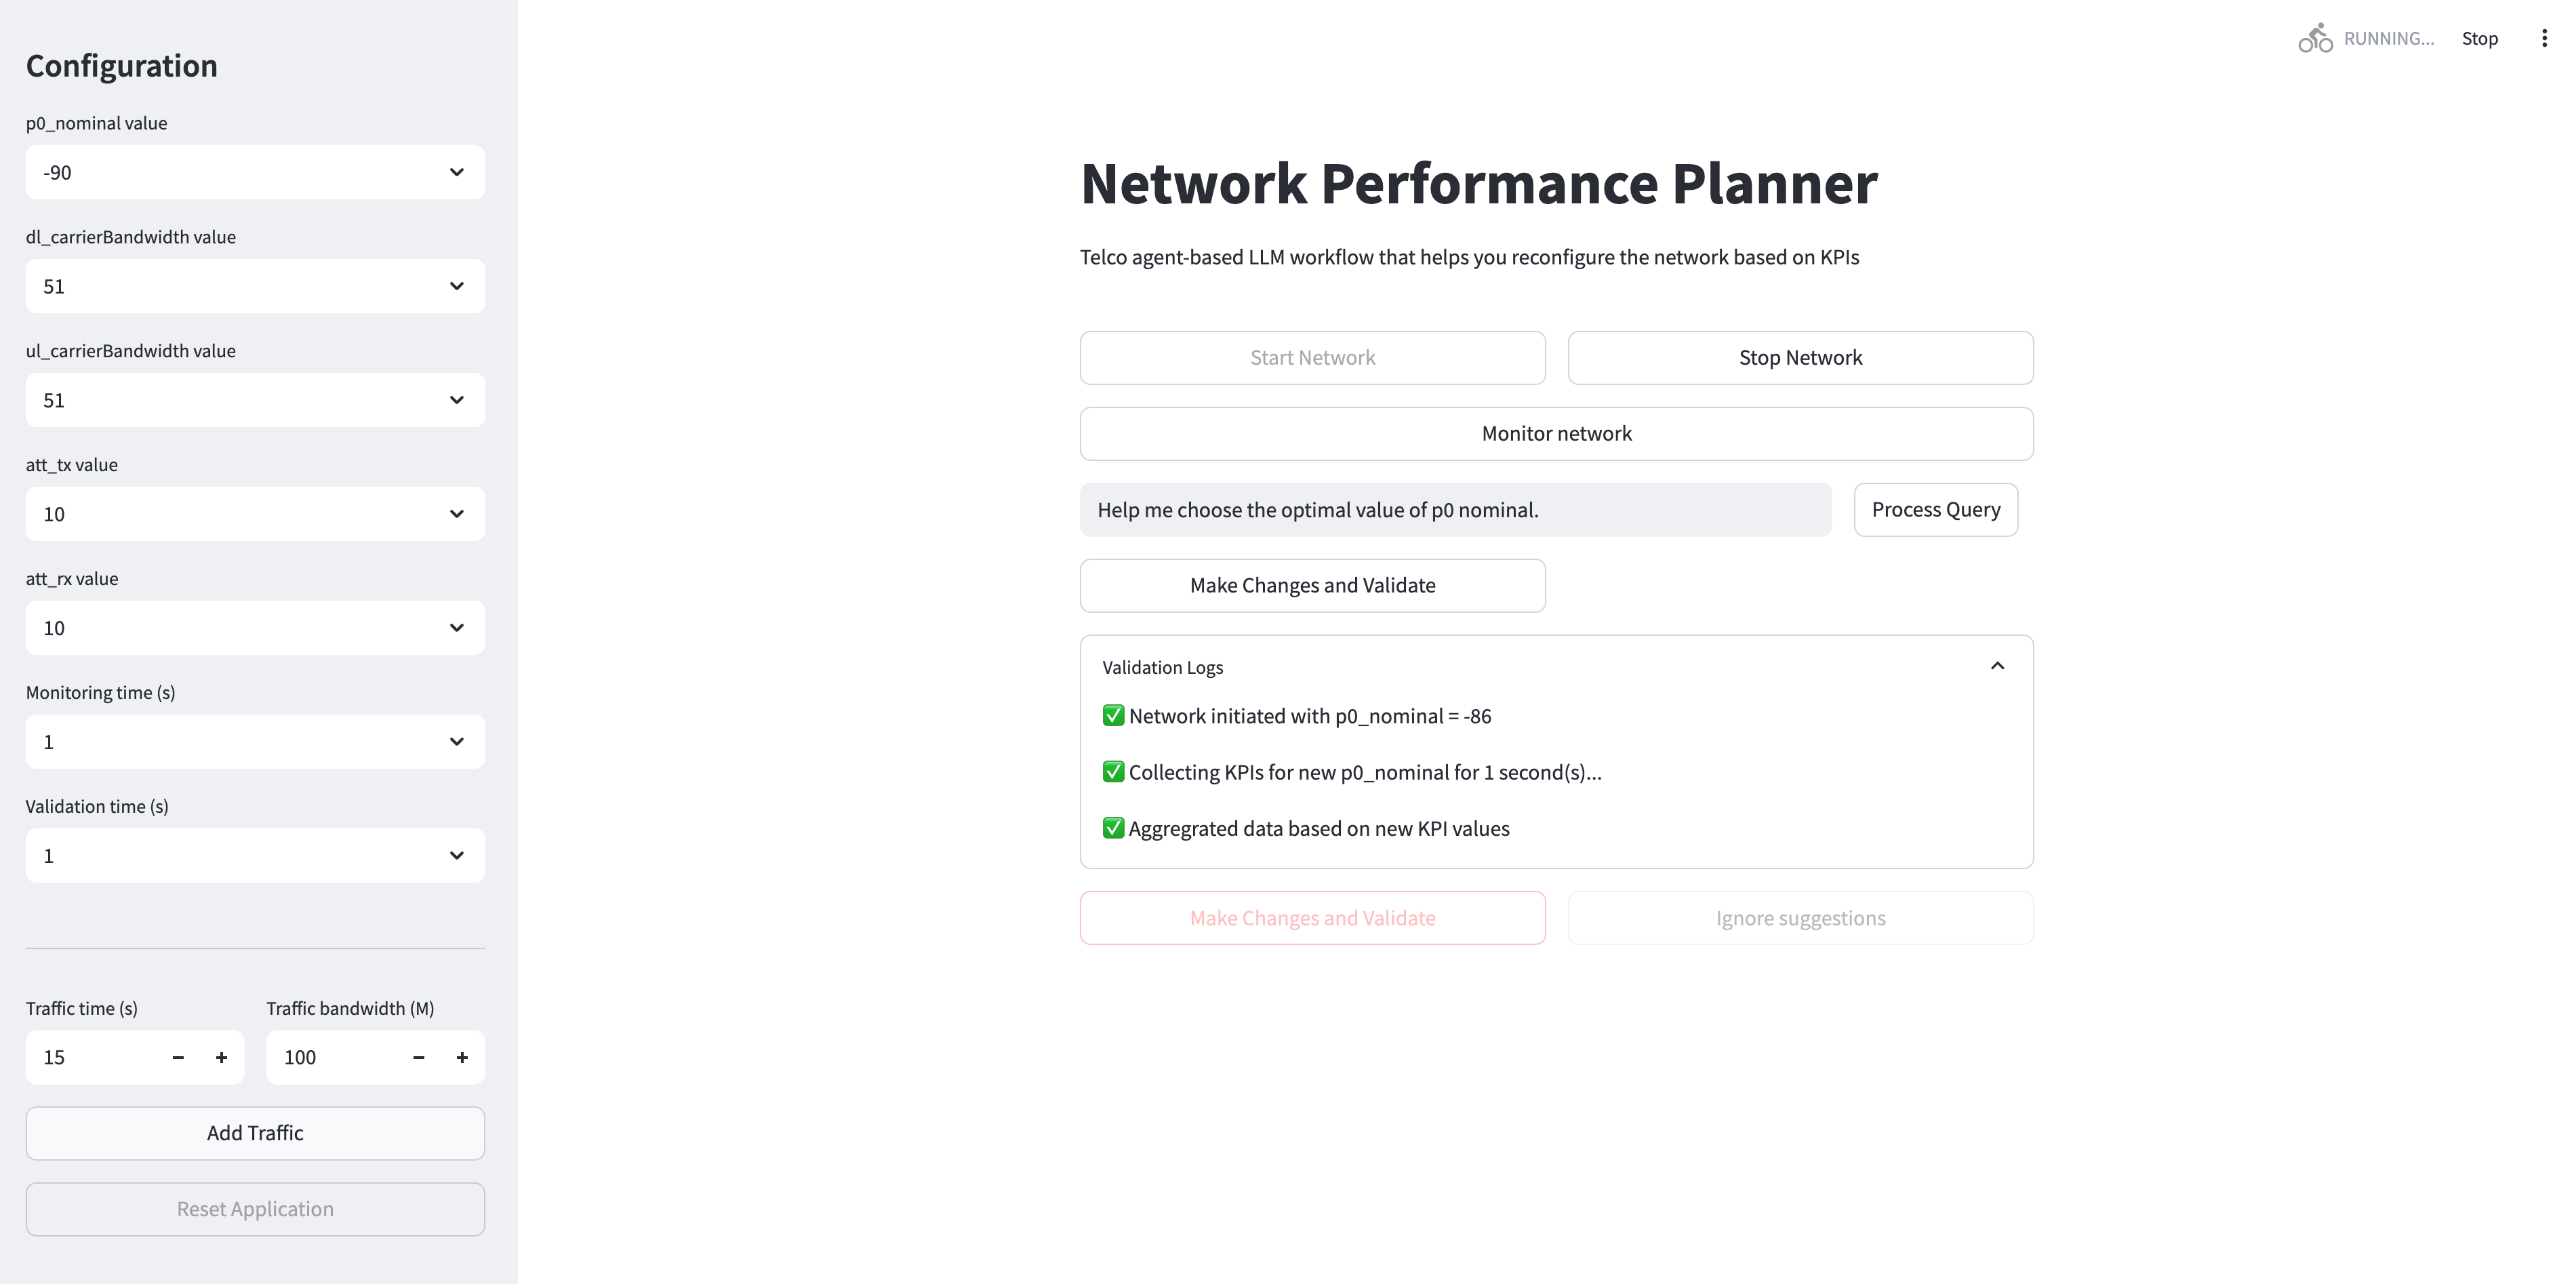 Configuration
p0_nominal value
-90
dl_carrierBandwidth value
51
ul_carrierBandwidth value
51
att_tx value
10
att_rx value
10
Monitoring time (s)
1
Validation time (s)
1
Traffic time (s)
Traffic bandwidth (M)
15
100
Add Traffic
Reset Application
RUNNING...
Stop
Network Performance Planner
Telco agent-based LLM workflow that helps you reconfigure the network based on KPIs
Start Network
Stop Network
Monitor network
Help me choose the optimal value of p0 nominal.
Process Query
Make Changes and Validate
Validation Logs
✅ Network initiated with p0_nominal = -86
✅ Collecting KPIs for new p0_nominal for 1 second(s)...
✅ Aggregrated data based on new KPI values
Make Changes and Validate
Ignore suggestions